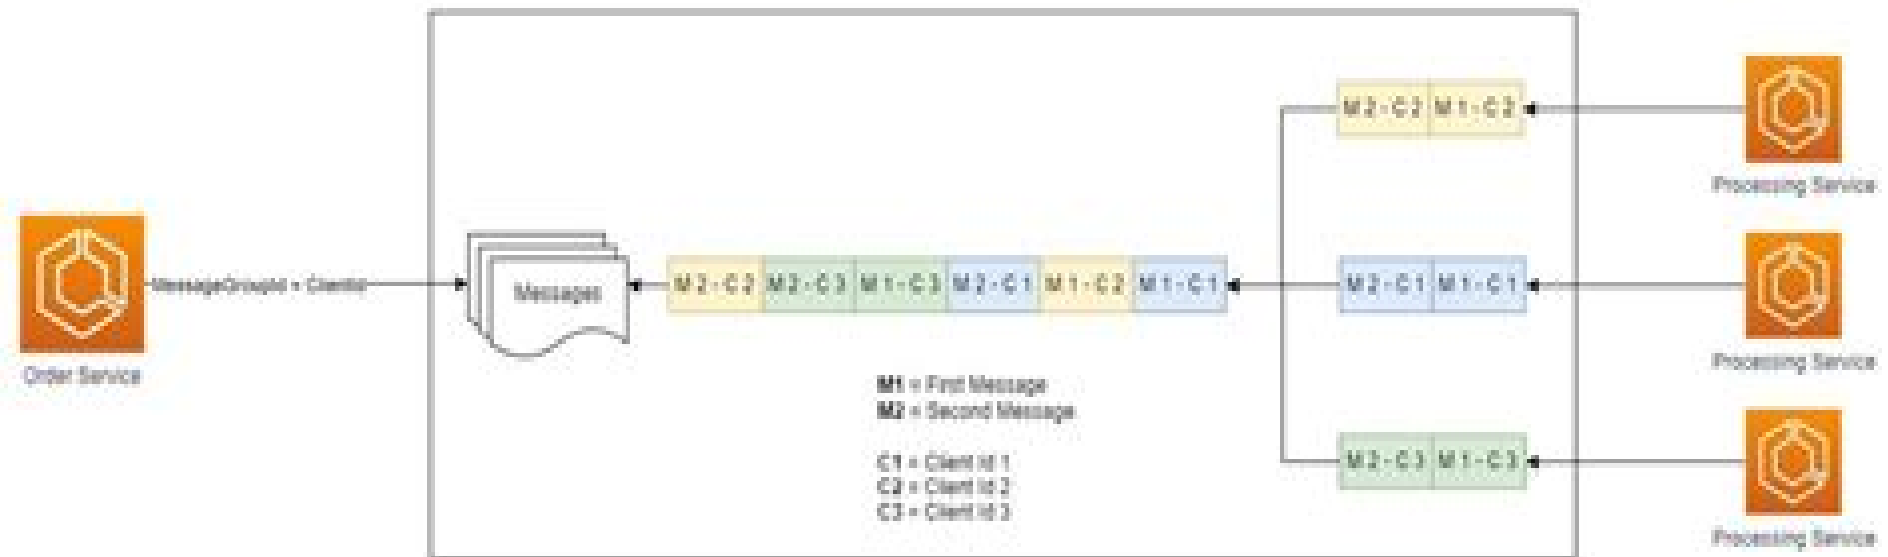 M2-C2 M1-C2
Processing Service
MessageGroupId = ClientId
Messages
M2-C2 M2-C3 M1-C3 M2-C1 M1-C2 M1-C1
M2-C1 M1-C1
Order Service
Processing Service
M1 = First Message
M2 = Second Message
C1 = Client Id 1
C2 = Client Id 2
C3 = Client Id 3
M2-C3 M1-C3
Processing Service